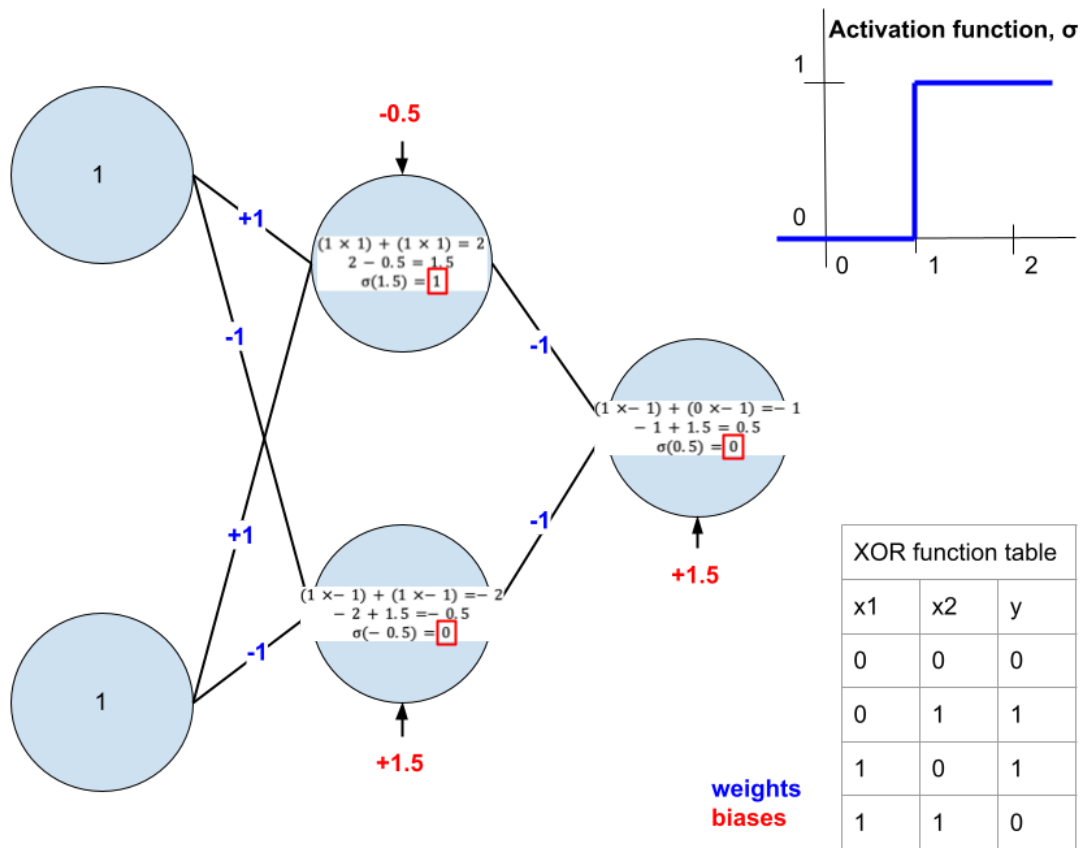 Activation function, σ
1
0
0
1
2
-0.5
1
+1
(1 × 1) + (1 × 1) = 2
2 − 0.5 = 1.5
σ(1.5) = 1
-1
-1
(1 ×− 1) + (0 ×− 1) =− 1
− 1 + 1.5 = 0.5
σ(0.5) = 0
+1
-1
+1.5
(1 ×− 1) + (1 ×− 1) =− 2
− 2 + 1.5 =− 0.5
σ(− 0.5) = 0
-1
1
+1.5
weights
biases
XOR function table
x1 x2 y
0 0 0
0 1 1
1 0 1
1 1 0